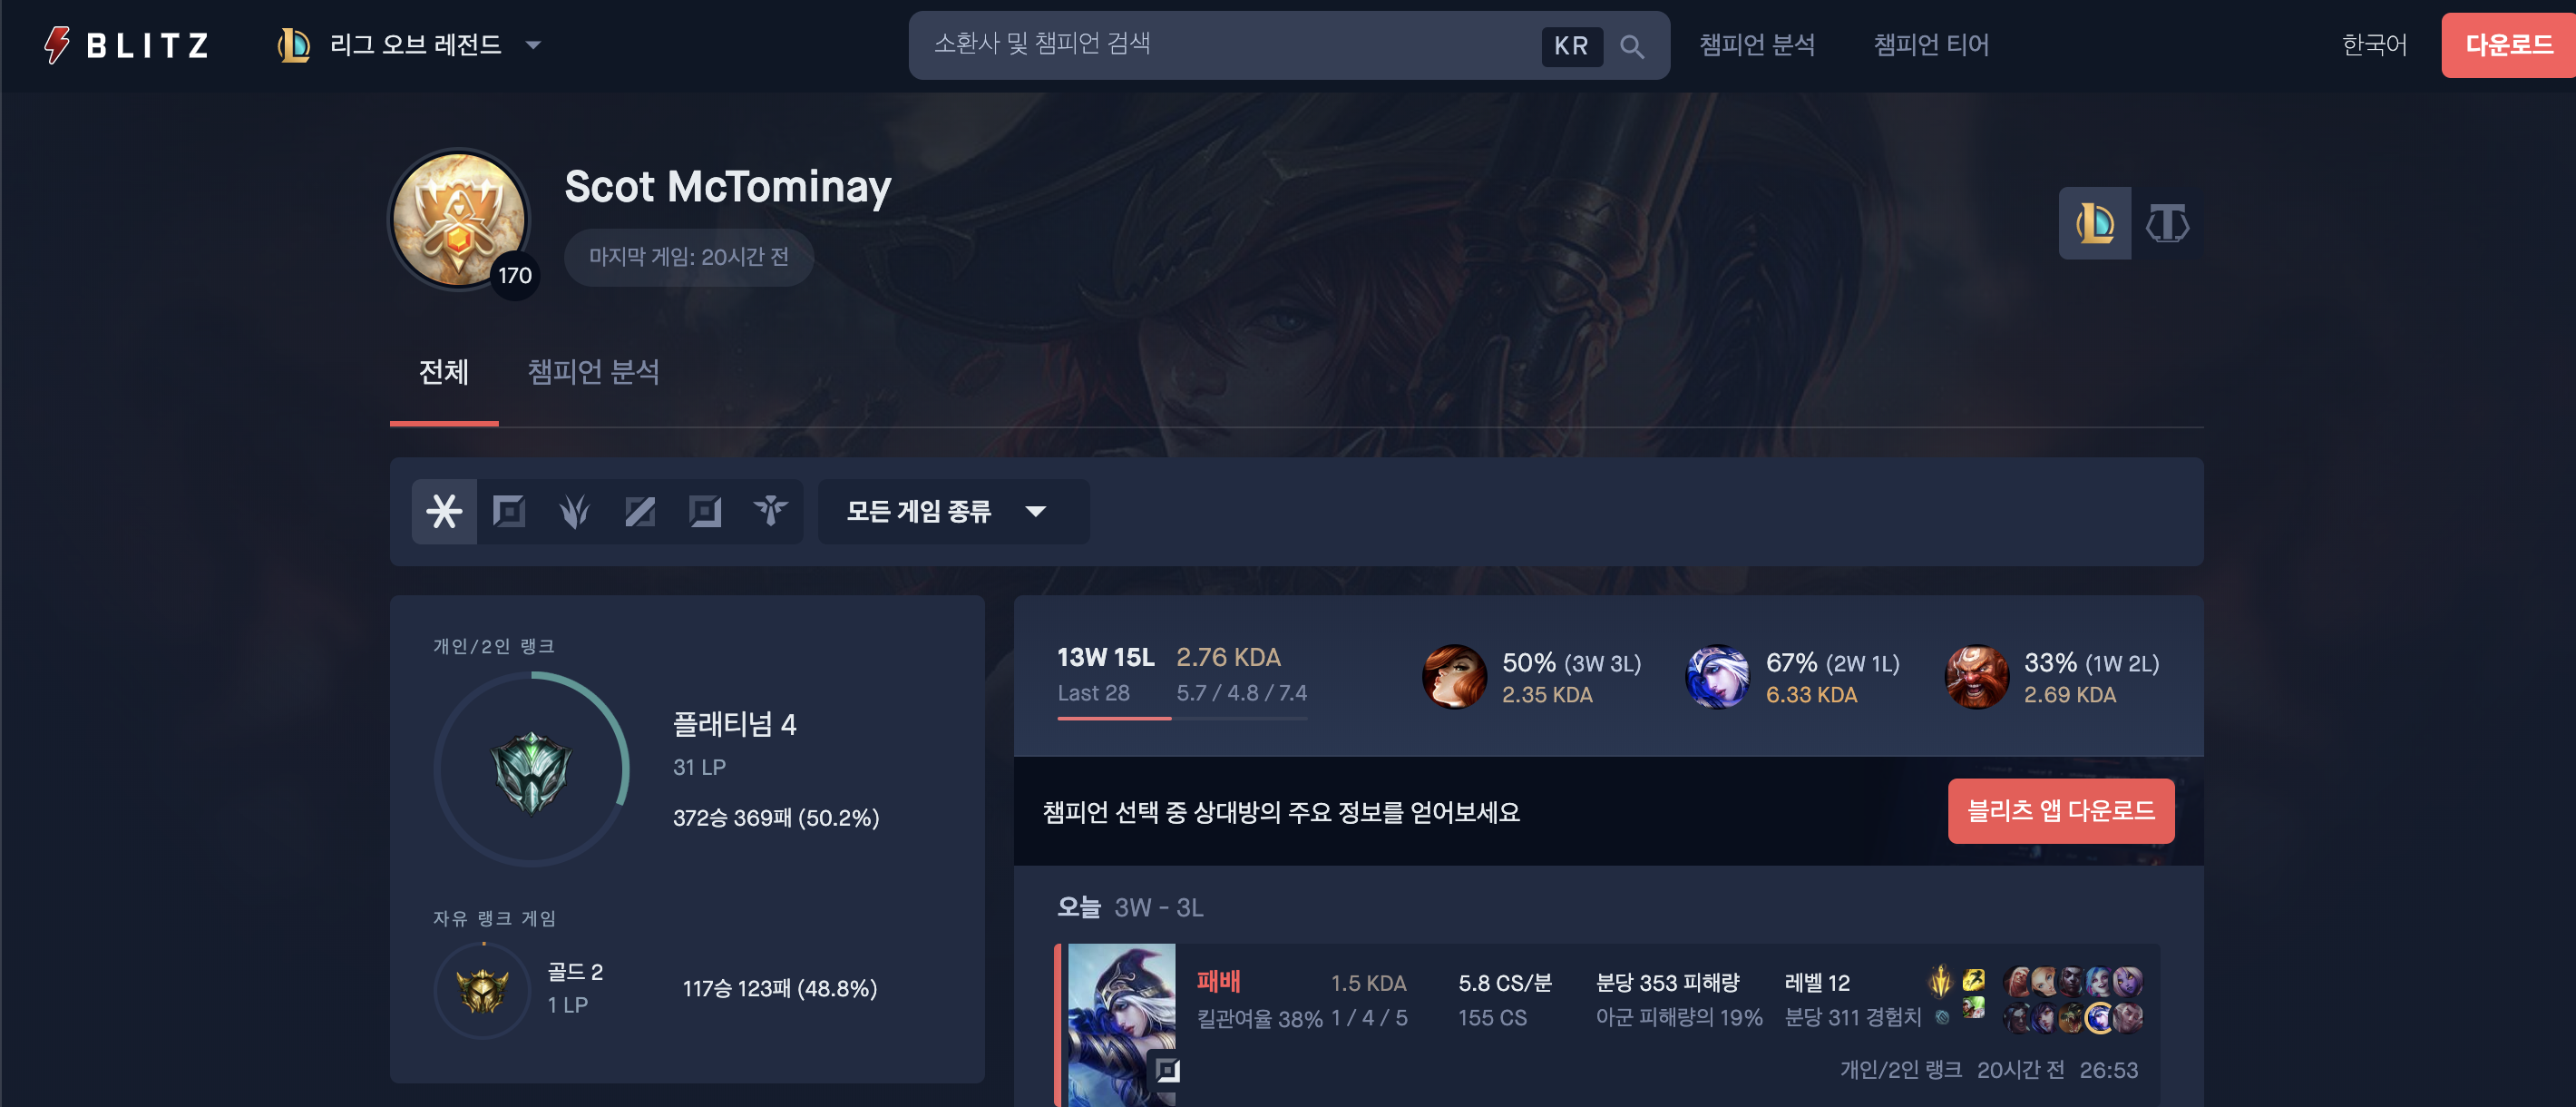 BLITZ
리그 오브 레전드
소환사 및 챔피언 검색
KR
챔피언 분석
챔피언 티어
한국어
다운로드
170
Scot McTominay
마지막 게임: 20시간 전
전체
챔피언 분석
모든 게임 종류
개인/2인 랭크
플래티넘 4
31 LP
372승 369패 (50.2%)
자유 랭크 게임
골드 2
1 LP
117승 123패 (48.8%)
13W 15L 2.76 KDA
Last 28 5.7 / 4.8 / 7.4
50% (3W 3L)
2.35 KDA
67% (2W 1L)
6.33 KDA
33% (1W 2L)
2.69 KDA
챔피언 선택 중 상대방의 주요 정보를 얻어보세요
블리츠 앱 다운로드
오늘 3W - 3L
패배 1.5 KDA 5.8 CS/분 분당 353 피해량 레벨 12
킬관여율 38% 1 / 4 / 5 155 CS 아군 피해량의 19% 분당 311 경험치
개인/2인 랭크 20시간 전 26:53